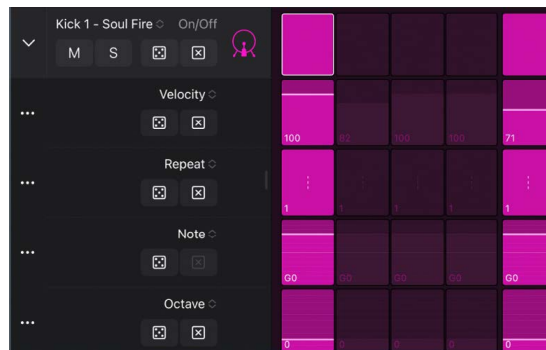 Kick 1 - Soul Fire On/Off
M S
Velocity
100 82 100 100 71
Repeat
1 1 1 1 1
Note
G0 G0 G0 G0 G0
Octave
0 0 0 0 0